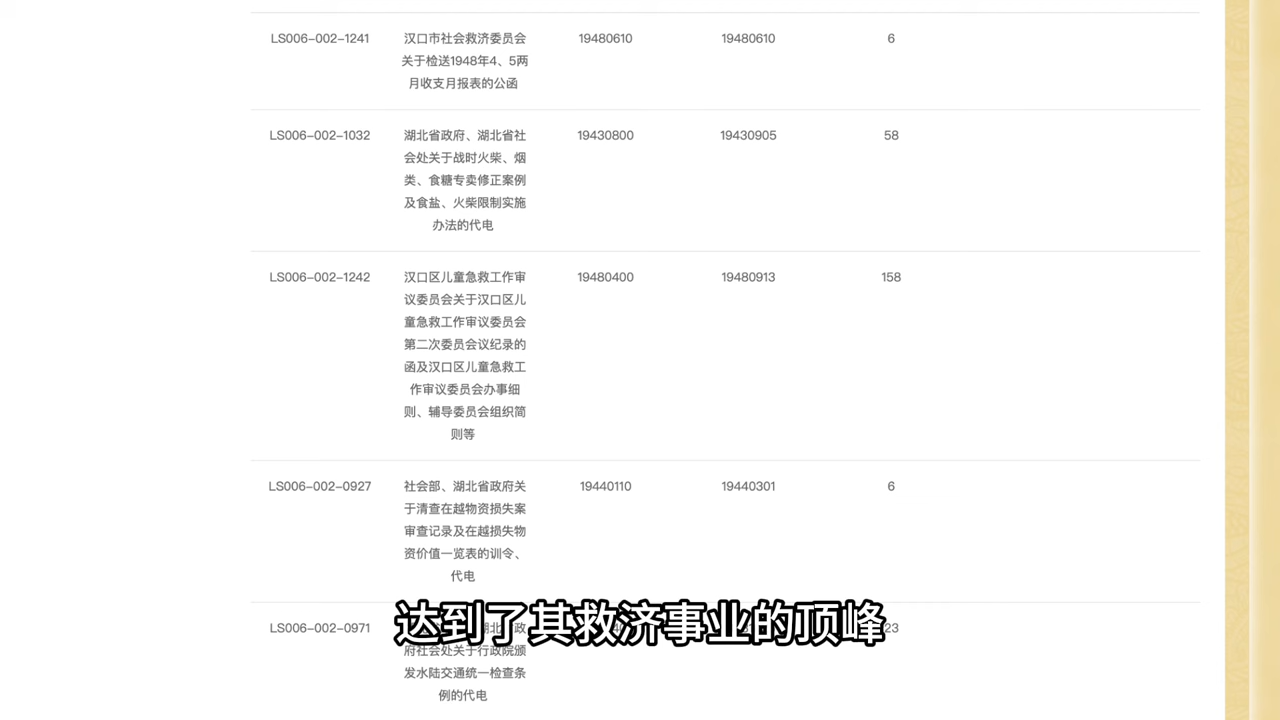 LS006-002-1241 汉口市社会救济委员会 19480610 19480610 6
关于检送1948年4、5两
月收支月报表的公函
LS006-002-1032 湖北省政府、湖北省社 19430800 19430905 58
会处关于战时火柴、烟
类、食糖专卖修正案例
及食盐、火柴限制实施
办法的代电
LS006-002-1242 汉口区儿童急救工作审 19480400 19480913 158
议委员会关于汉口区儿
童急救工作审议委员会
第二次委员会议纪录的
函及汉口区儿童急救工
作审议委员会办事细
则、辅导委员会组织简
则等
LS006-002-0927 社会部、湖北省政府关 19440110 19440301 6
于清查在越物资损失案
审查记录及在越损失物
资价值一览表的训令、
代电
达到了其救济事业的顶峰
LS006-002-0971 23
府社会处关于行政院颁
发水陆交通统一检查条
例的代电